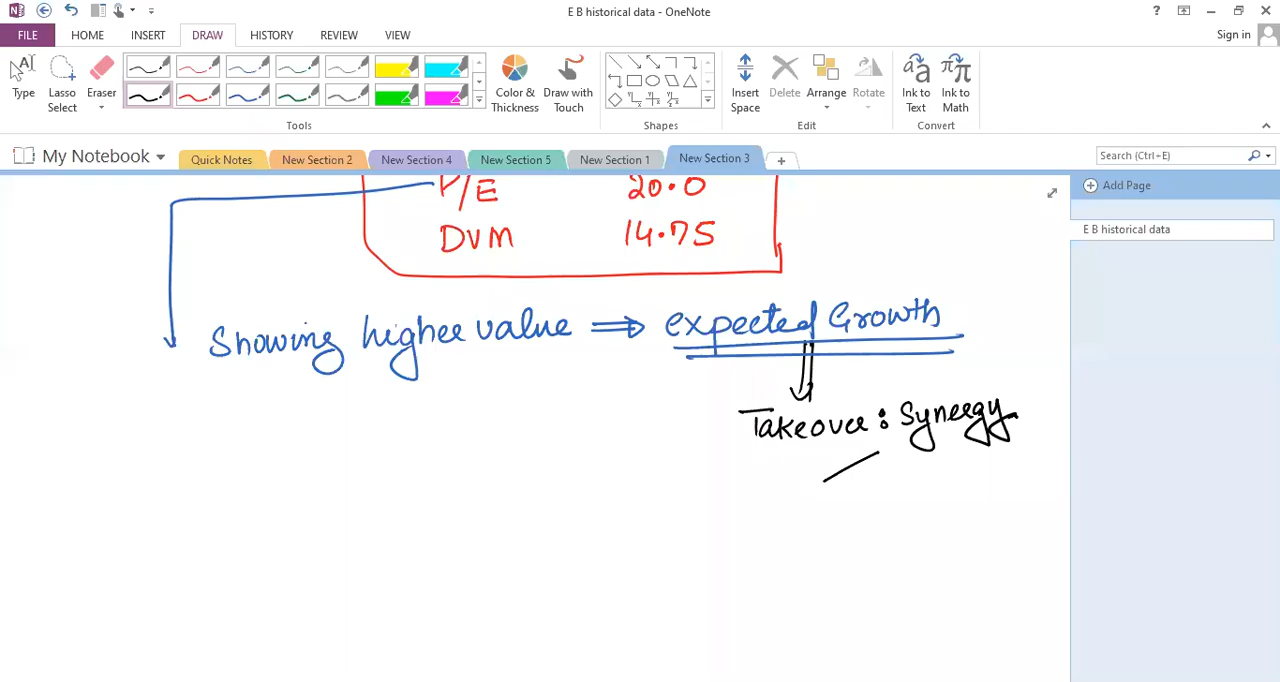 E B historical data - OneNote
Sign in
FILE HOME INSERT DRAW HISTORY REVIEW VIEW
Type Lasso Select Eraser Color & Thickness Draw with Touch Insert Space Delete Arrange Rotate Ink to Text Ink to Math
Tools Shapes Edit Convert
My Notebook Quick Notes New Section 2 New Section 4 New Section 5 New Section 1 New Section 3 Search (Ctrl+E)
Add Page
E B historical data
P/E 20.0
DVM 14.75
Showing higher value ⇒ expected Growth
Takeover: Synergy